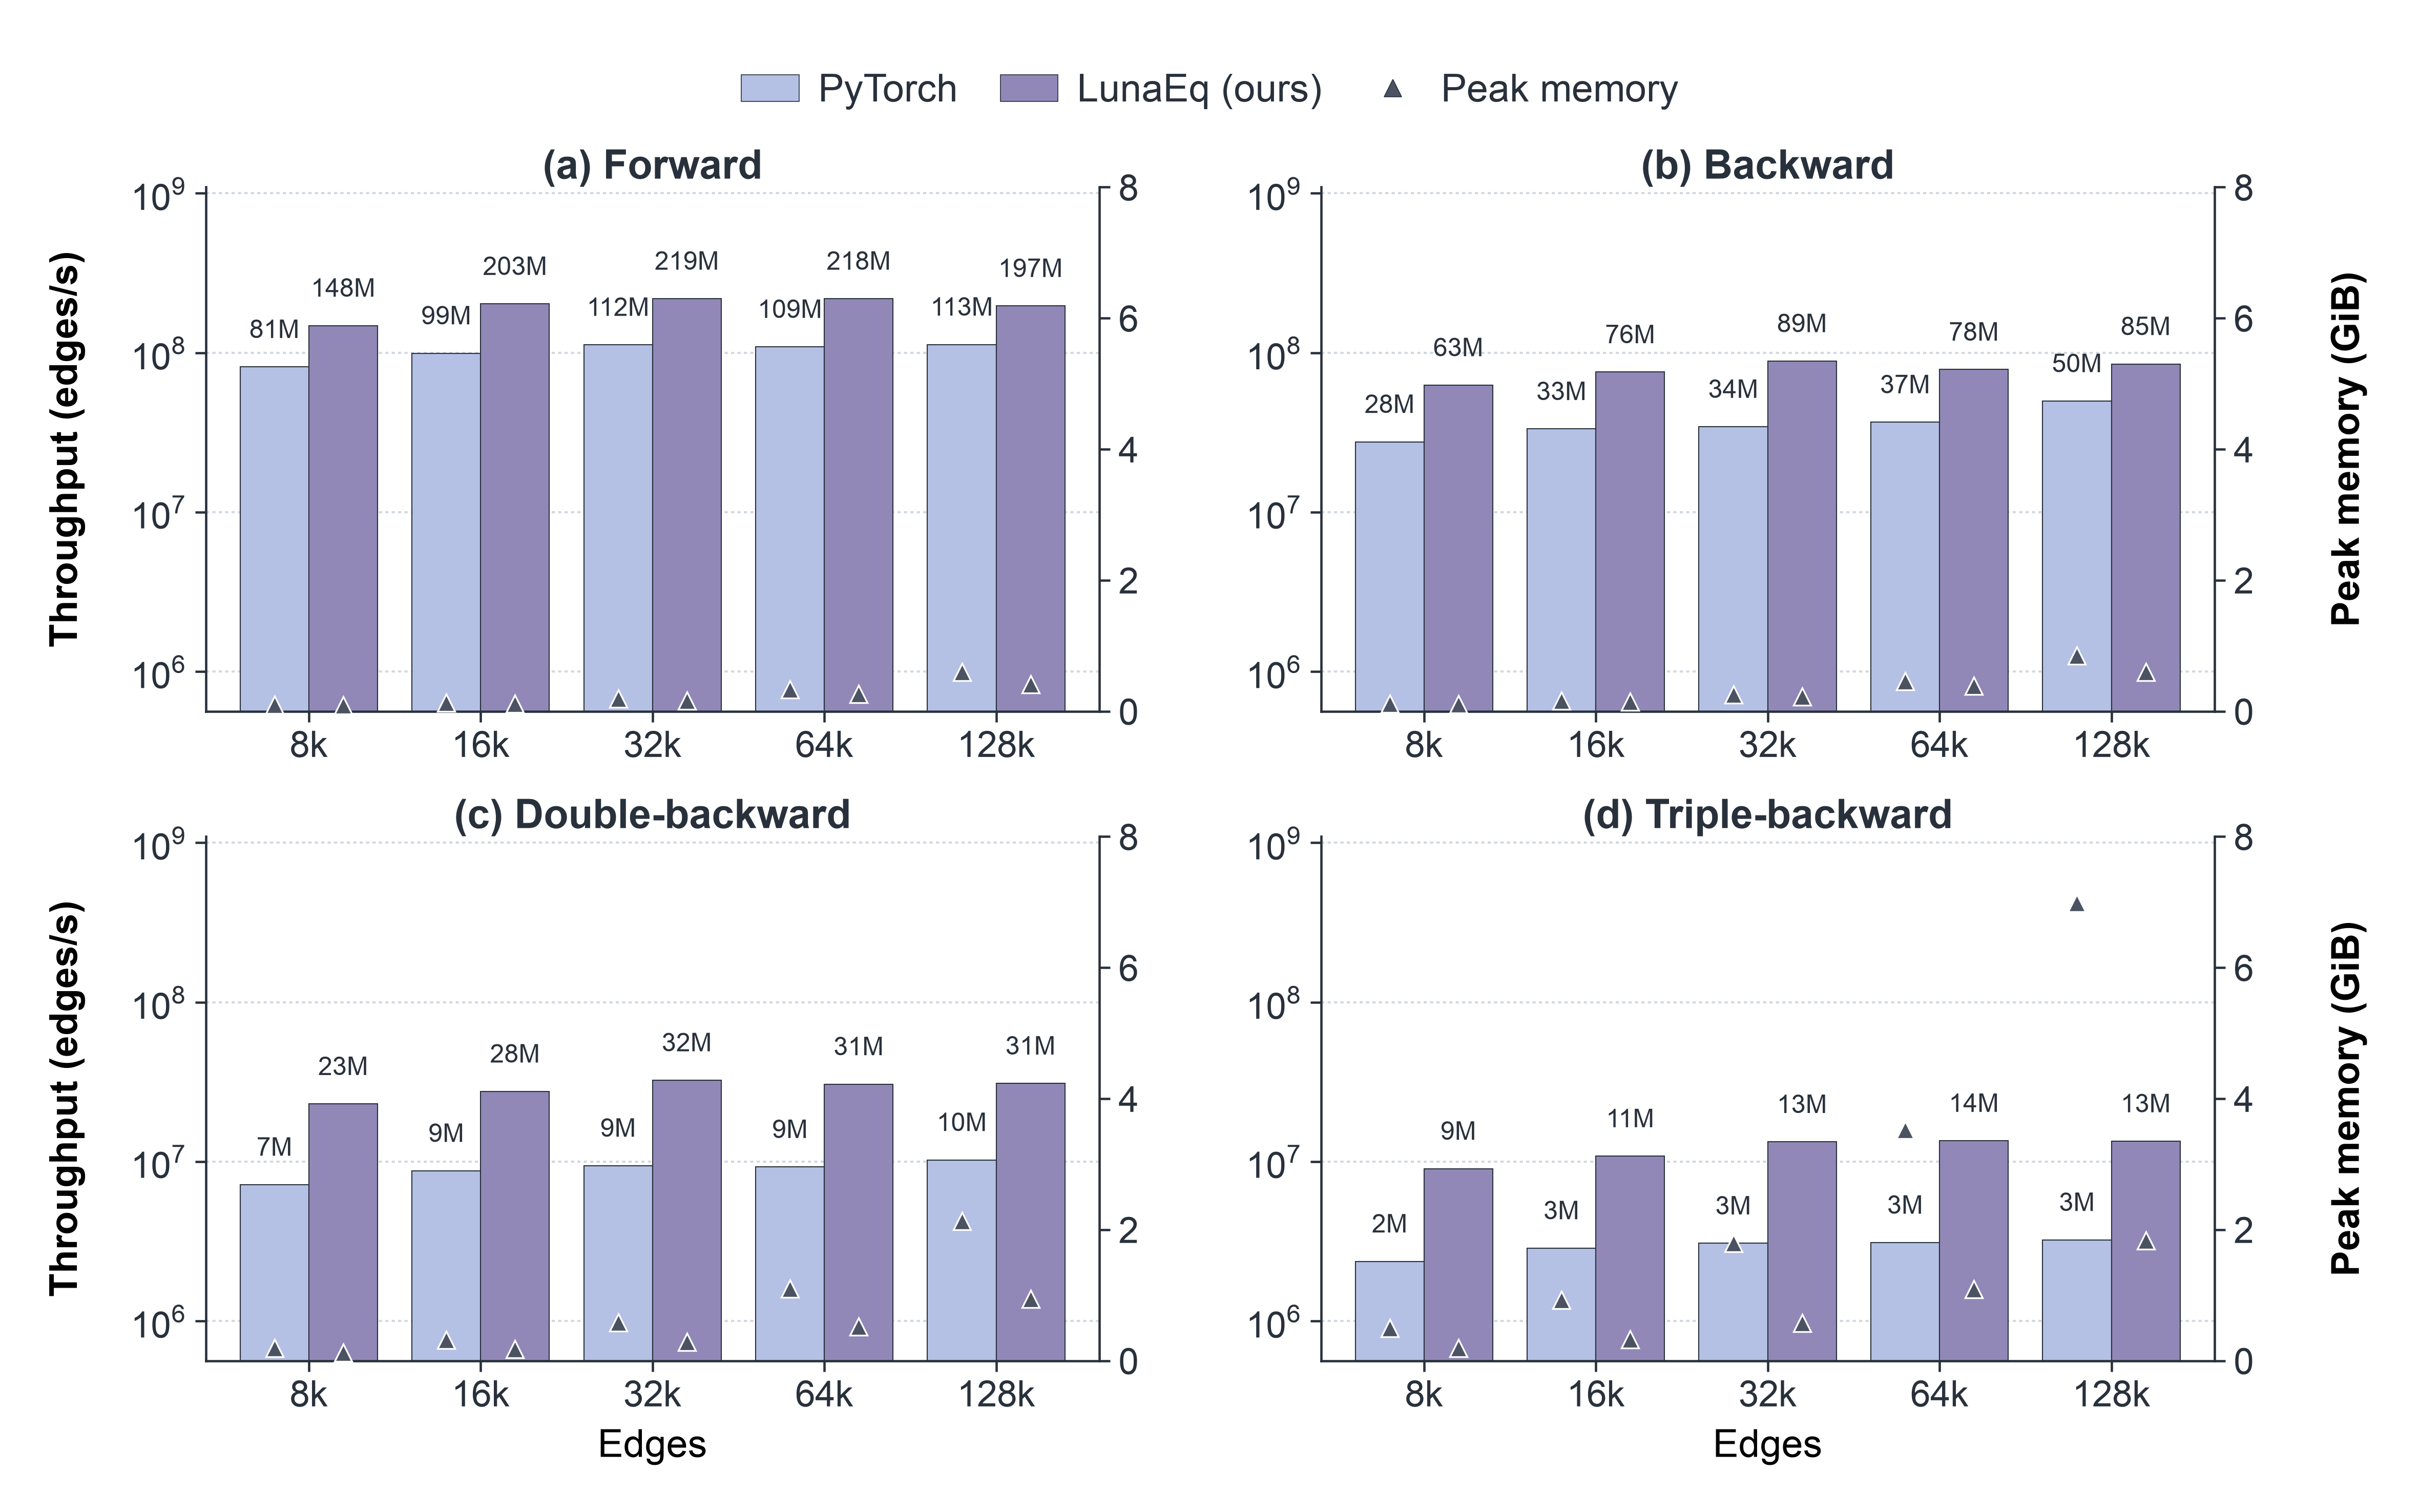 PyTorch LunaEq (ours) Peak memory
(a) Forward
Throughput (edges/s)
10^9
10^8
10^7
10^6
8
6
4
2
0
81M 148M 99M 203M 112M 219M 109M 218M 113M 197M
8k 16k 32k 64k 128k
(b) Backward
10^9
10^8
10^7
10^6
8
6
4
2
0
Peak memory (GiB)
28M 63M 33M 76M 34M 89M 37M 78M 50M 85M
8k 16k 32k 64k 128k
(c) Double-backward
Throughput (edges/s)
10^9
10^8
10^7
10^6
8
6
4
2
0
7M 23M 9M 28M 9M 32M 9M 31M 10M 31M
8k 16k 32k 64k 128k
Edges
(d) Triple-backward
10^9
10^8
10^7
10^6
8
6
4
2
0
Peak memory (GiB)
2M 9M 3M 11M 3M 13M 3M 14M 3M 13M
8k 16k 32k 64k 128k
Edges